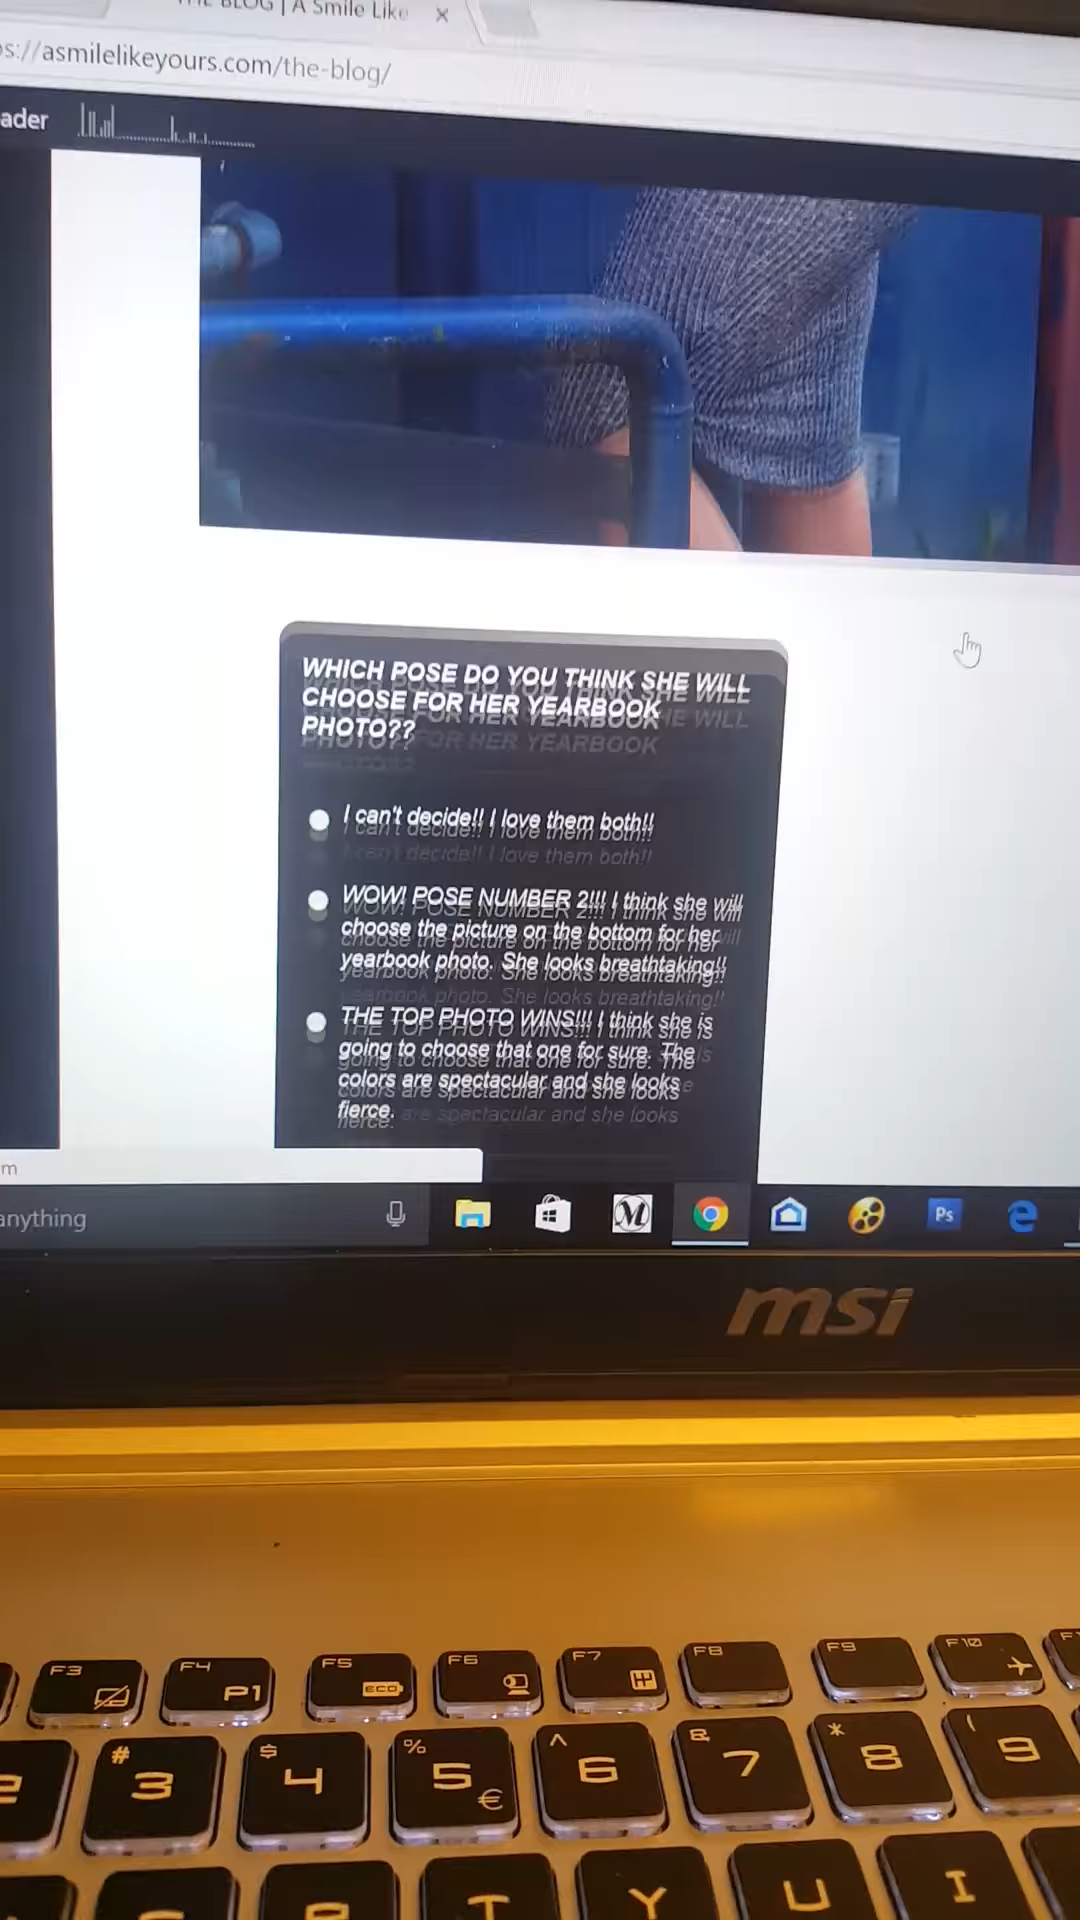 THE BLOG | A Smile Like
s://asmilelikeyours.com/the-blog/
ader
WHICH POSE DO YOU THINK SHE WILL
CHOOSE FOR HER YEARBOOK
PHOTO??
I can't decide!! I love them both!!
WOW! POSE NUMBER 2!!! I think she will
choose the picture on the bottom for her
yearbook photo. She looks breathtaking!!
THE TOP PHOTO WINS!!! I think she is
going to choose that one for sure. The
colors are spectacular and she looks
fierce.
m
anything
M
Ps
msi
F3 F4 P1 F5 ECO F6 F7 F8 F9 F10
# 3 $ 4 % 5 € ^ 6 & 7 * 8 ( 9
T Y U I